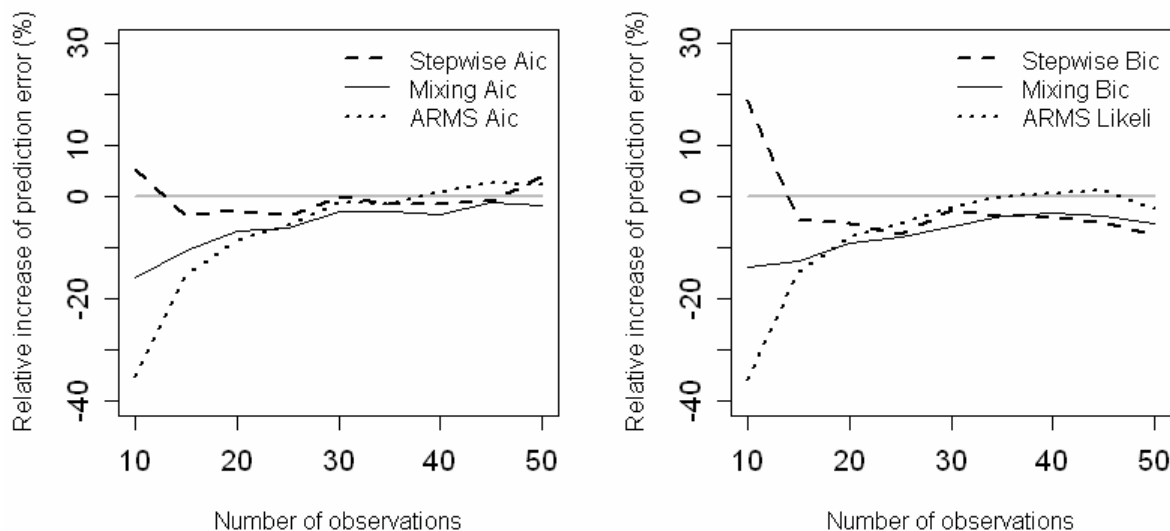 Relative increase of prediction error (%)
30
10
0
-20
-40
Stepwise Aic
Mixing Aic
ARMS Aic
10 20 30 40 50
Number of observations
Relative increase of prediction error (%)
30
10
0
-20
-40
Stepwise Bic
Mixing Bic
ARMS Likeli
10 20 30 40 50
Number of observations